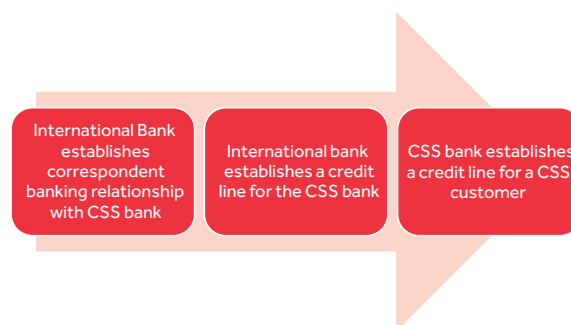 International Bank
establishes
correspondent
banking relationship
with CSS bank
International bank
establishes a credit
line for the CSS bank
CSS bank establishes
a credit line for a CSS
customer